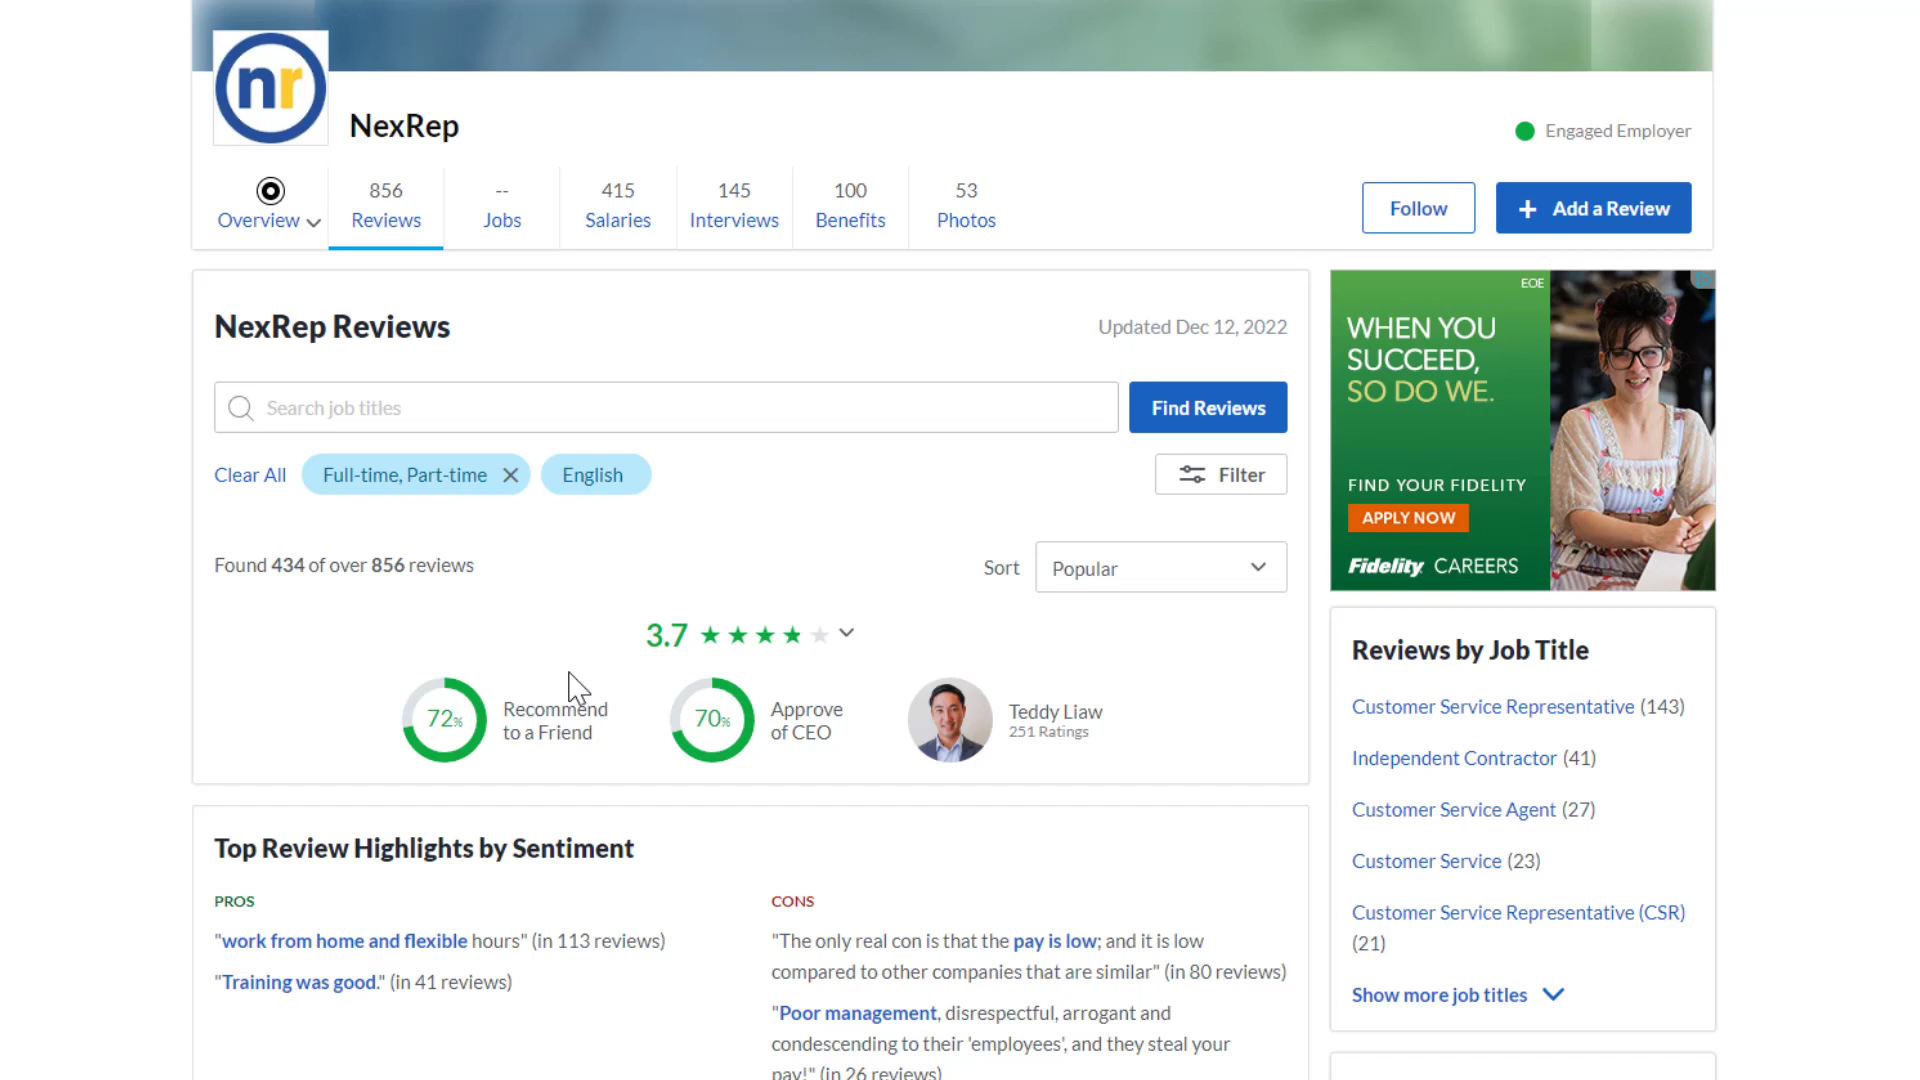 nr
NexRep
Engaged Employer
Overview
856
Reviews
--
Jobs
415
Salaries
145
Interviews
100
Benefits
53
Photos
Follow
+ Add a Review
NexRep Reviews
Updated Dec 12, 2022
Search job titles
Find Reviews
Clear All
Full-time, Part-time
English
Filter
Found 434 of over 856 reviews
Sort
Popular
3.7
72%
Recommend
to a Friend
70%
Approve
of CEO
Teddy Liaw
251 Ratings
Top Review Highlights by Sentiment
PROS
"work from home and flexible hours" (in 113 reviews)
"Training was good." (in 41 reviews)
CONS
"The only real con is that the pay is low; and it is low
compared to other companies that are similar" (in 80 reviews)
"Poor management, disrespectful, arrogant and
condescending to their 'employees', and they steal your
pay!" (in 26 reviews)
EOE
WHEN YOU
SUCCEED,
SO DO WE.
FIND YOUR FIDELITY
APPLY NOW
Fidelity CAREERS
Reviews by Job Title
Customer Service Representative (143)
Independent Contractor (41)
Customer Service Agent (27)
Customer Service (23)
Customer Service Representative (CSR)
(21)
Show more job titles